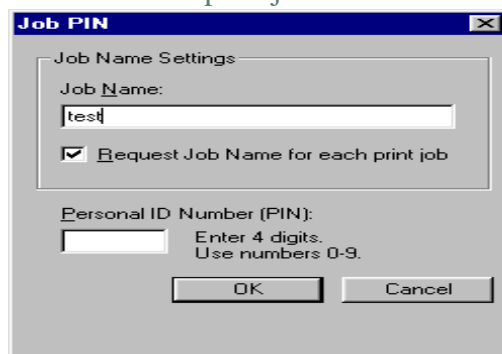 Job PIN
Job Name Settings
Job Name:
test
Request Job Name for each print job
Personal ID Number (PIN):
Enter 4 digits.
Use numbers 0-9.
OK
Cancel